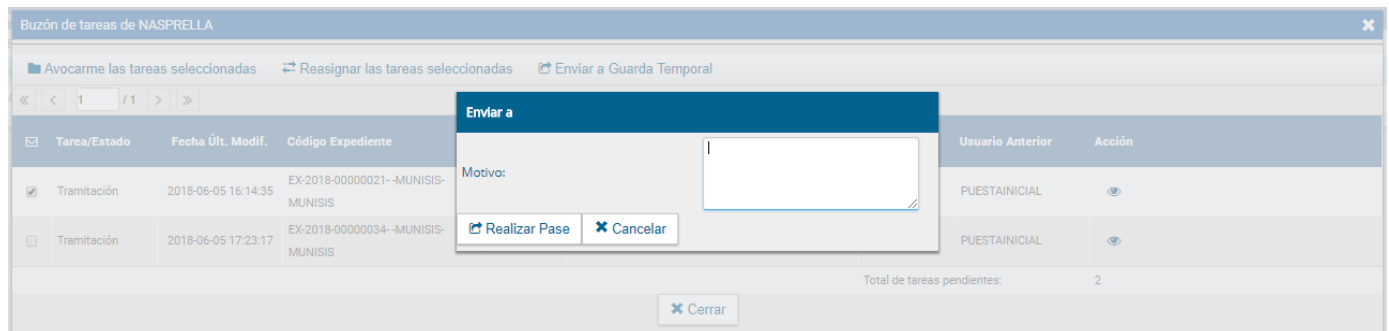 Buzón de tareas de NASPRELLA
Avocarme las tareas seleccionadas Reasignar las tareas seleccionadas Enviar a Guarda Temporal
1 / 1
Enviar a
Tarea/Estado Fecha Últ. Modif. Código Expediente Usuario Anterior Acción
Motivo:
Tramitación 2018-06-05 16:14:35 EX-2018-00000021- -MUNISIS-
MUNISIS PUESTAINICIAL
Realizar Pase Cancelar
Tramitación 2018-06-05 17:23:17 EX-2018-00000034- -MUNISIS-
MUNISIS PUESTAINICIAL
Total de tareas pendientes: 2
Cerrar